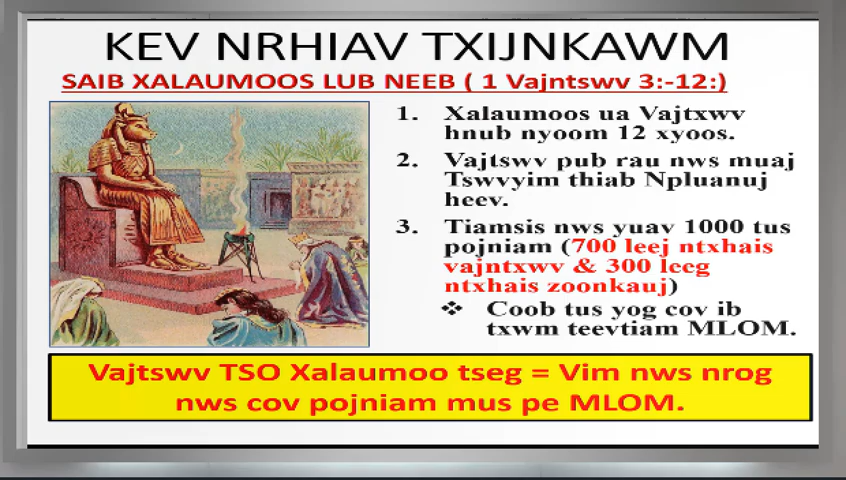 KEV NRHIAV TXIJNKAWM
SAIB XALAUMOOS LUB NEEB ( 1 Vajntswv 3:-12:)
1. Xalaumoos ua Vajtxwv
hnub nyoom 12 xyoos.
2. Vajtswv pub rau nws muaj
Tswvyim thiab Npluanuj
heev.
3. Tiamsis nws yuav 1000 tus
pojniam (700 leej ntxhais
vajntxwv & 300 leeg
ntxhais zoonkauj)
❖ Coob tus yog cov ib
txwm teevtiam MLOM.
Vajtswv TSO Xalaumoo tseg = Vim nws nrog
nws cov pojniam mus pe MLOM.